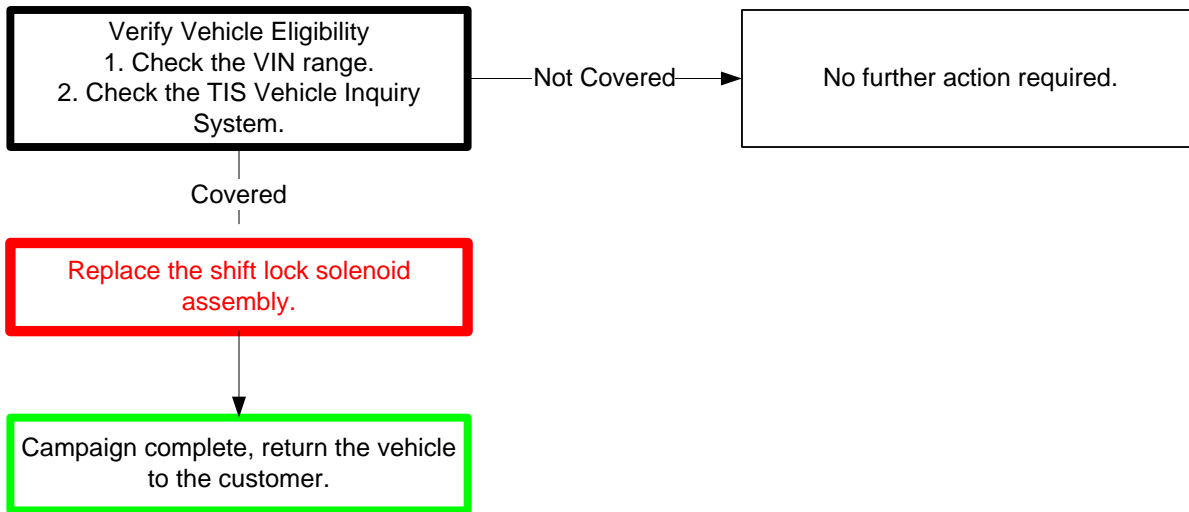 Verify Vehicle Eligibility
1. Check the VIN range.
2. Check the TIS Vehicle Inquiry
System.
Not Covered
No further action required.
Covered
Replace the shift lock solenoid
assembly.
Campaign complete, return the vehicle
to the customer.